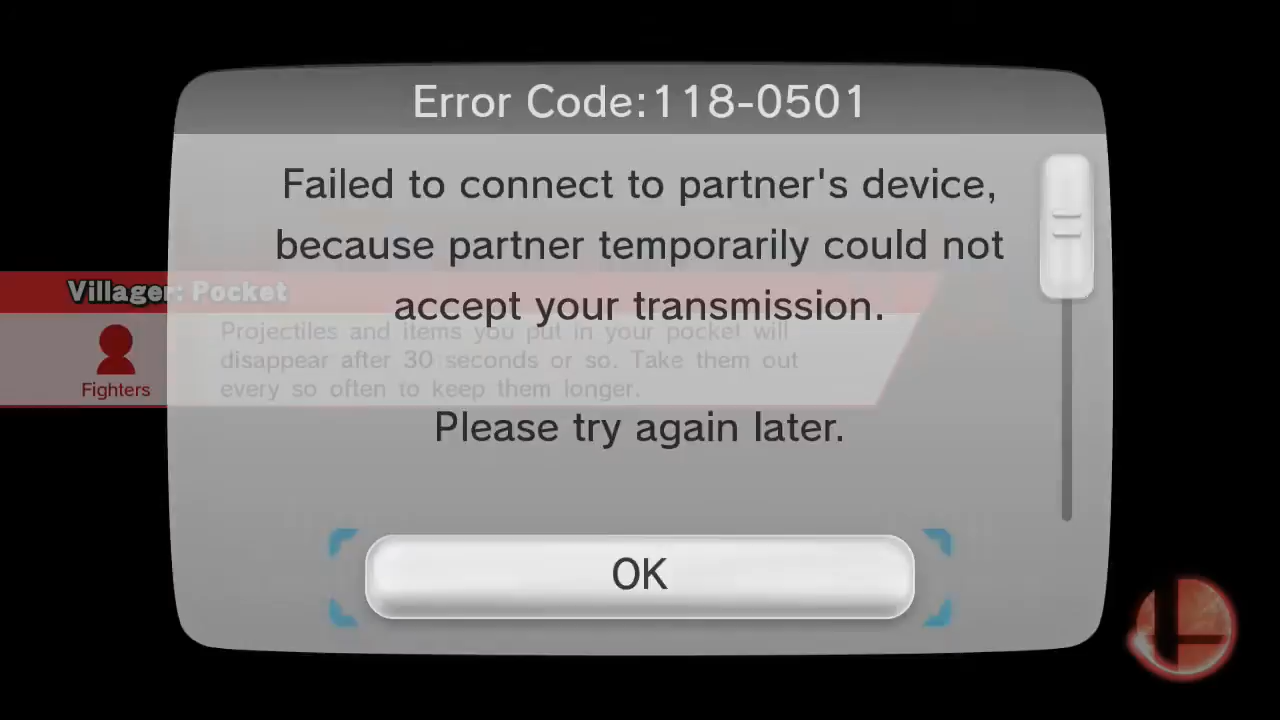 Error Code:118-0501
Failed to connect to partner's device,
because partner temporarily could not
accept your transmission.
Please try again later.
Villager: Pocket
Projectiles and items you put in your pocket will
disappear after 30 seconds or so. Take them out
every so often to keep them longer.
Fighters
OK